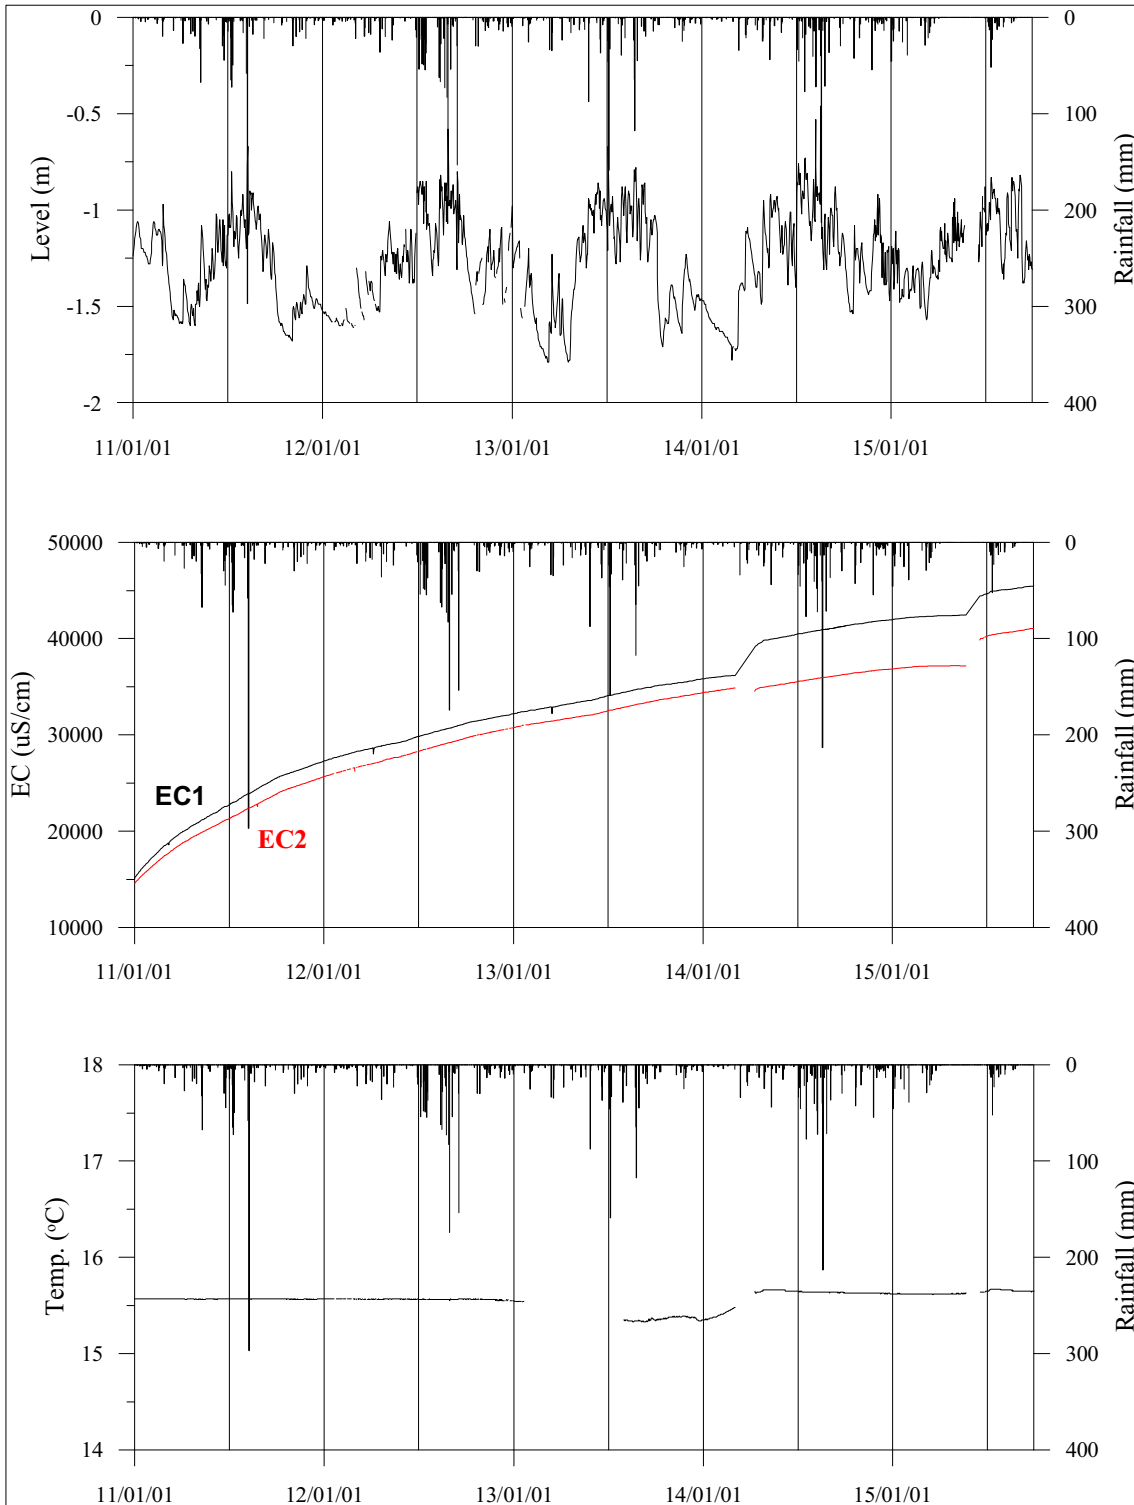 0
0
-0.5
100
-1
200
-1.5
300
-2
400
Level (m)
Rainfall (mm)
11/01/01 12/01/01 13/01/01 14/01/01 15/01/01
50000
0
40000
100
30000
200
20000
300
10000
400
EC (uS/cm)
Rainfall (mm)
EC1
EC2
11/01/01 12/01/01 13/01/01 14/01/01 15/01/01
18
0
17
100
16
200
15
300
14
400
Temp. (°C)
Rainfall (mm)
11/01/01 12/01/01 13/01/01 14/01/01 15/01/01